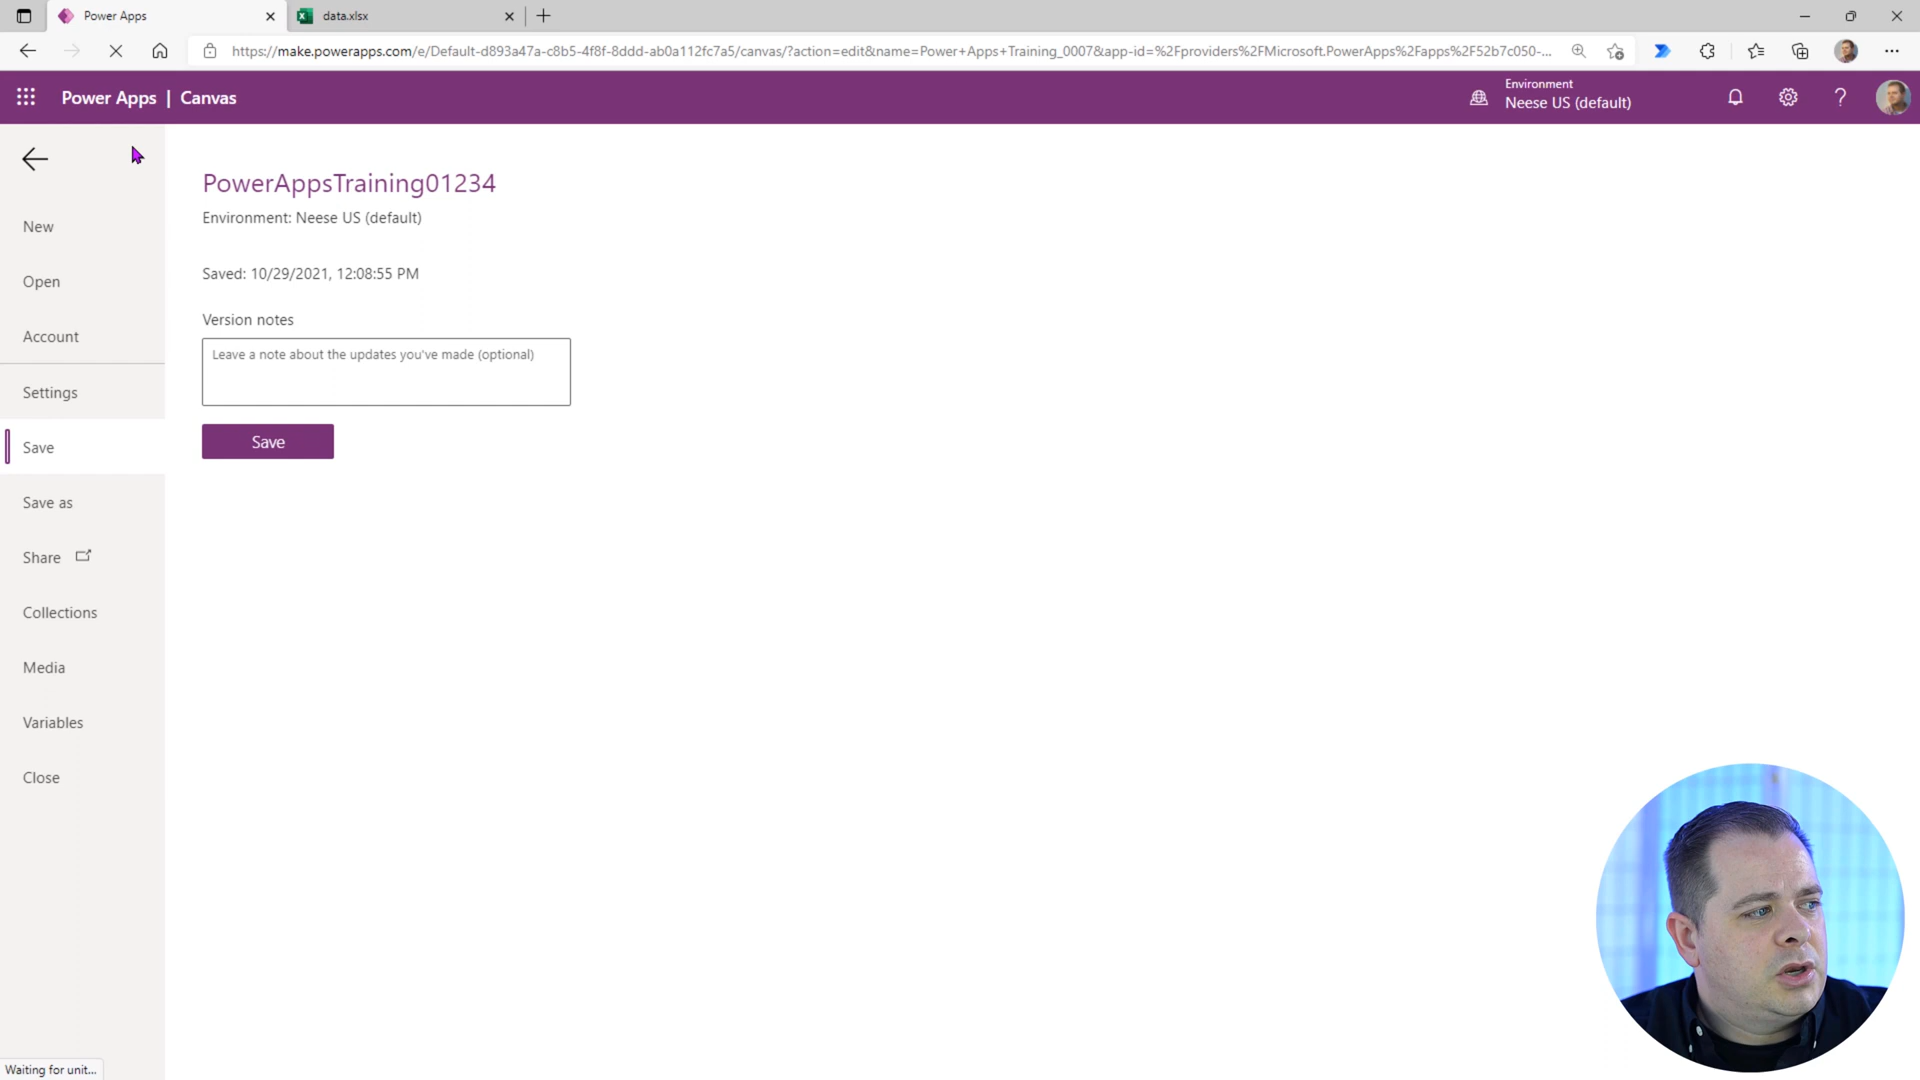 Power Apps
data.xlsx
https://make.powerapps.com/e/Default-d893a47a-c8b5-4f8f-8ddd-ab0a112fc7a5/canvas/?action=edit&name=Power+Apps+Training_0007&app-id=%2Fproviders%2FMicrosoft.PowerApps%2Fapps%2F52b7c050-...
Power Apps | Canvas
Environment
Neese US (default)
PowerAppsTraining01234
Environment: Neese US (default)
Saved: 10/29/2021, 12:08:55 PM
Version notes
Leave a note about the updates you've made (optional)
Save
New
Open
Account
Settings
Save
Save as
Share
Collections
Media
Variables
Close
Waiting for unit...